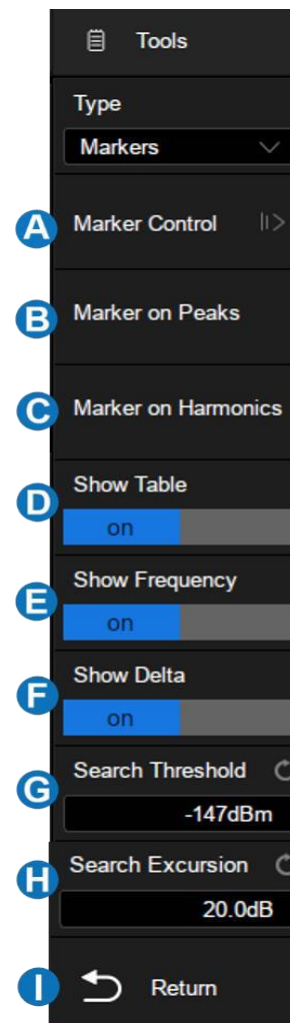 Tools
Type
Markers
A Marker Control
B Marker on Peaks
C Marker on Harmonics
Show Table
D on
Show Frequency
E on
Show Delta
F on
Search Threshold
G -147dBm
Search Excursion
H 20.0dB
I Return